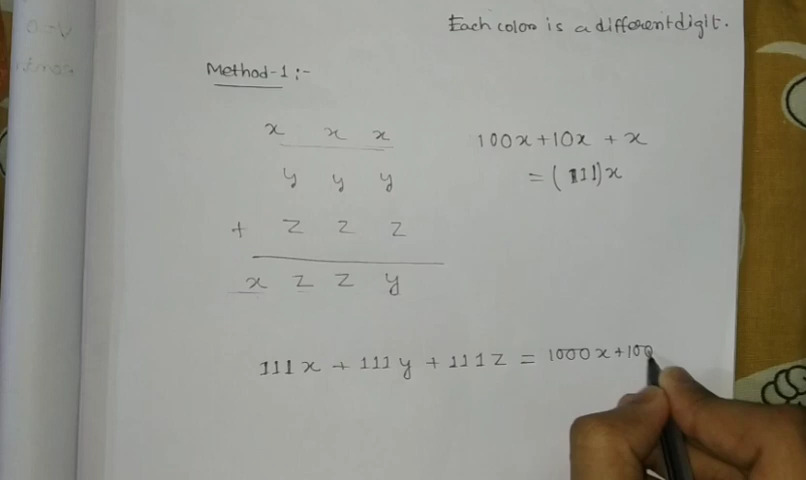 Each color is a different digit.
Method-1 :-
x x x
y y y
+ z z z
x z z y
100x+10x + x
= (111)x
111x + 111y + 111z = 1000x+100